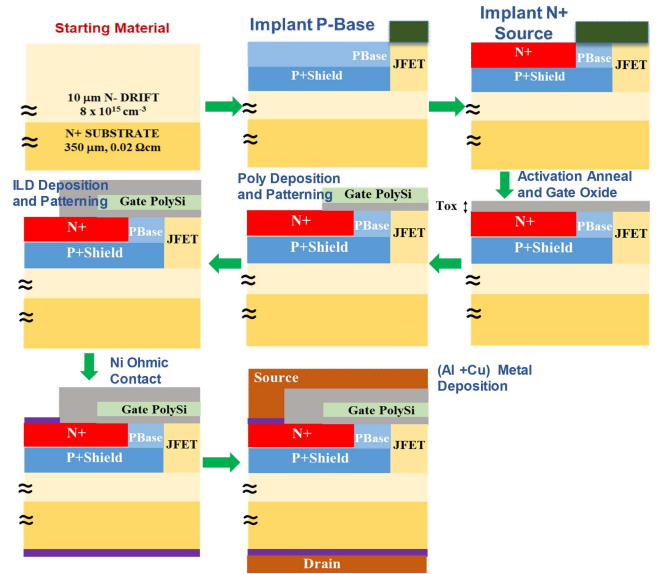 Starting Material
10 µm N- DRIFT
8 x 10¹⁵ cm⁻³
N+ SUBSTRATE
350 µm, 0.02 Ωcm
≈
≈
Implant P-Base
PBase
P+Shield
JFET
≈
≈
Implant N+
Source
N+
PBase
P+Shield
JFET
≈
≈
Activation Anneal
and Gate Oxide
Tox
N+
PBase
P+Shield
JFET
≈
≈
Poly Deposition
and Patterning
Gate PolySi
N+
PBase
P+Shield
JFET
≈
≈
ILD Deposition
and Patterning
Gate PolySi
N+
PBase
P+Shield
JFET
≈
≈
Ni Ohmic
Contact
Gate PolySi
N+
PBase
P+Shield
JFET
≈
≈
(Al +Cu) Metal
Deposition
Source
Gate PolySi
N+
PBase
P+Shield
JFET
≈
≈
Drain